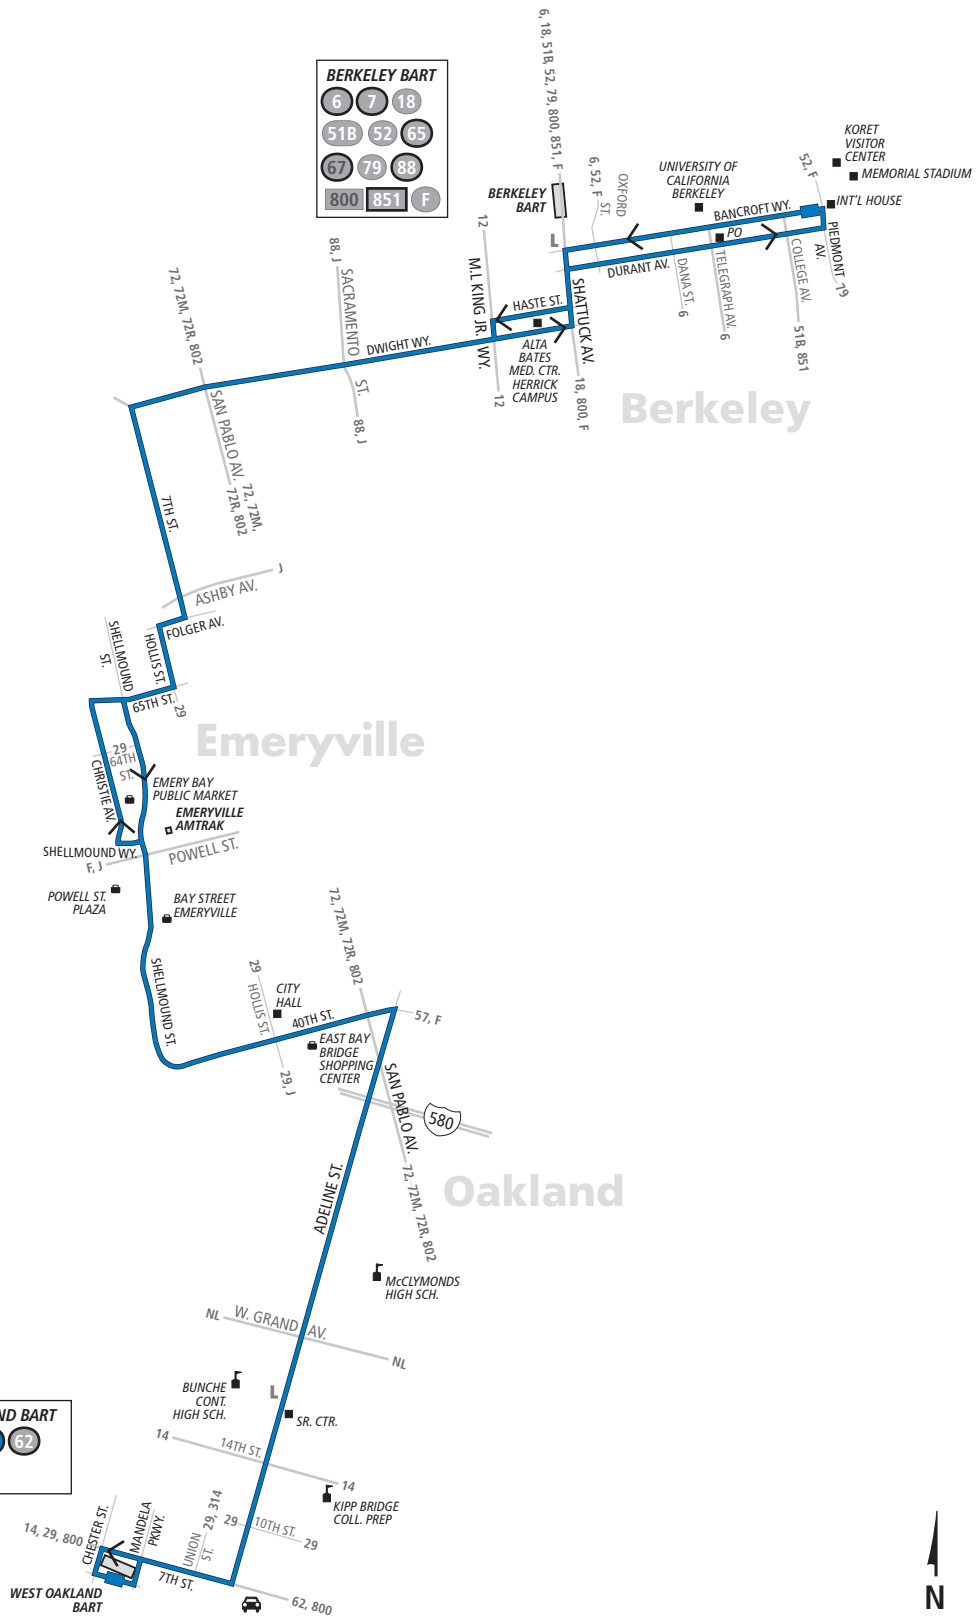 BERKELEY BART
6 7 18
51B 52 65
67 79 88
800 851 F
6, 18, 51B, 52, 79, 800, 851, F
BERKELEY
BART
L
6, 52, F
OXFORD
ST.
UNIVERSITY OF
CALIFORNIA
BERKELEY
52, F
KORET
VISITOR
CENTER
MEMORIAL STADIUM
INT'L HOUSE
BANCROFT WY.
PO
DURANT AV.
DANA ST.
6
TELEGRAPH AV.
6
COLLEGE AV.
51B, 851
PIEDMONT
AV.
79
12
M.L KING JR. WY.
12
HASTE ST.
SHATTUCK AV.
18, 800, F
ALTA
BATES
MED. CTR.
HERRICK
CAMPUS
88, J
SACRAMENTO
ST.
88, J
DWIGHT WY.
72, 72M, 72R, 802
SAN PABLO AV.
72, 72M,
72R, 802
Berkeley
7TH ST.
J
ASHBY AV.
FOLGER AV.
HOLLIS ST.
SHELLMOUND
ST.
65TH ST.
29
Emeryville
29
64TH
ST.
CHRISTIE AV.
EMERY BAY
PUBLIC MARKET
EMERYVILLE
AMTRAK
SHELLMOUND WY.
F, J
POWELL ST.
POWELL ST.
PLAZA
BAY STREET
EMERYVILLE
SHELLMOUND ST.
72, 72M, 72R, 802
29
HOLLIS ST.
29, J
CITY
HALL
40TH ST.
57, F
EAST BAY
BRIDGE
SHOPPING
CENTER
SAN PABLO AV.
580
72, 72M, 72R, 802
Oakland
ADELINE ST.
McCLYMONDS
HIGH SCH.
NL
W. GRAND AV.
NL
BUNCHE
CONT.
HIGH SCH.
L
SR. CTR.
ND BART
62
14
14TH ST.
14
KIPP BRIDGE
COLL. PREP
29
10TH ST.
29
29, 314
UNION
ST.
14, 29, 800
CHESTER ST.
MANDELA
PKWY.
7TH ST.
WEST OAKLAND
BART
62, 800
N